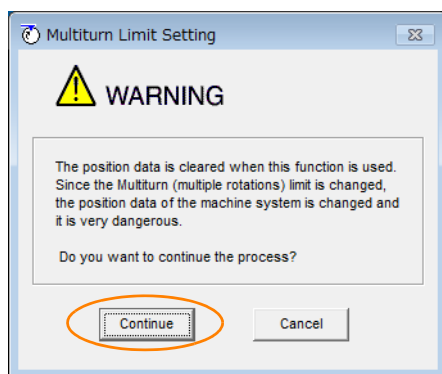 Multiturn Limit Setting
WARNING
The position data is cleared when this function is used.
Since the Multiturn (multiple rotations) limit is changed,
the position data of the machine system is changed and
it is very dangerous.
Do you want to continue the process?
Continue Cancel